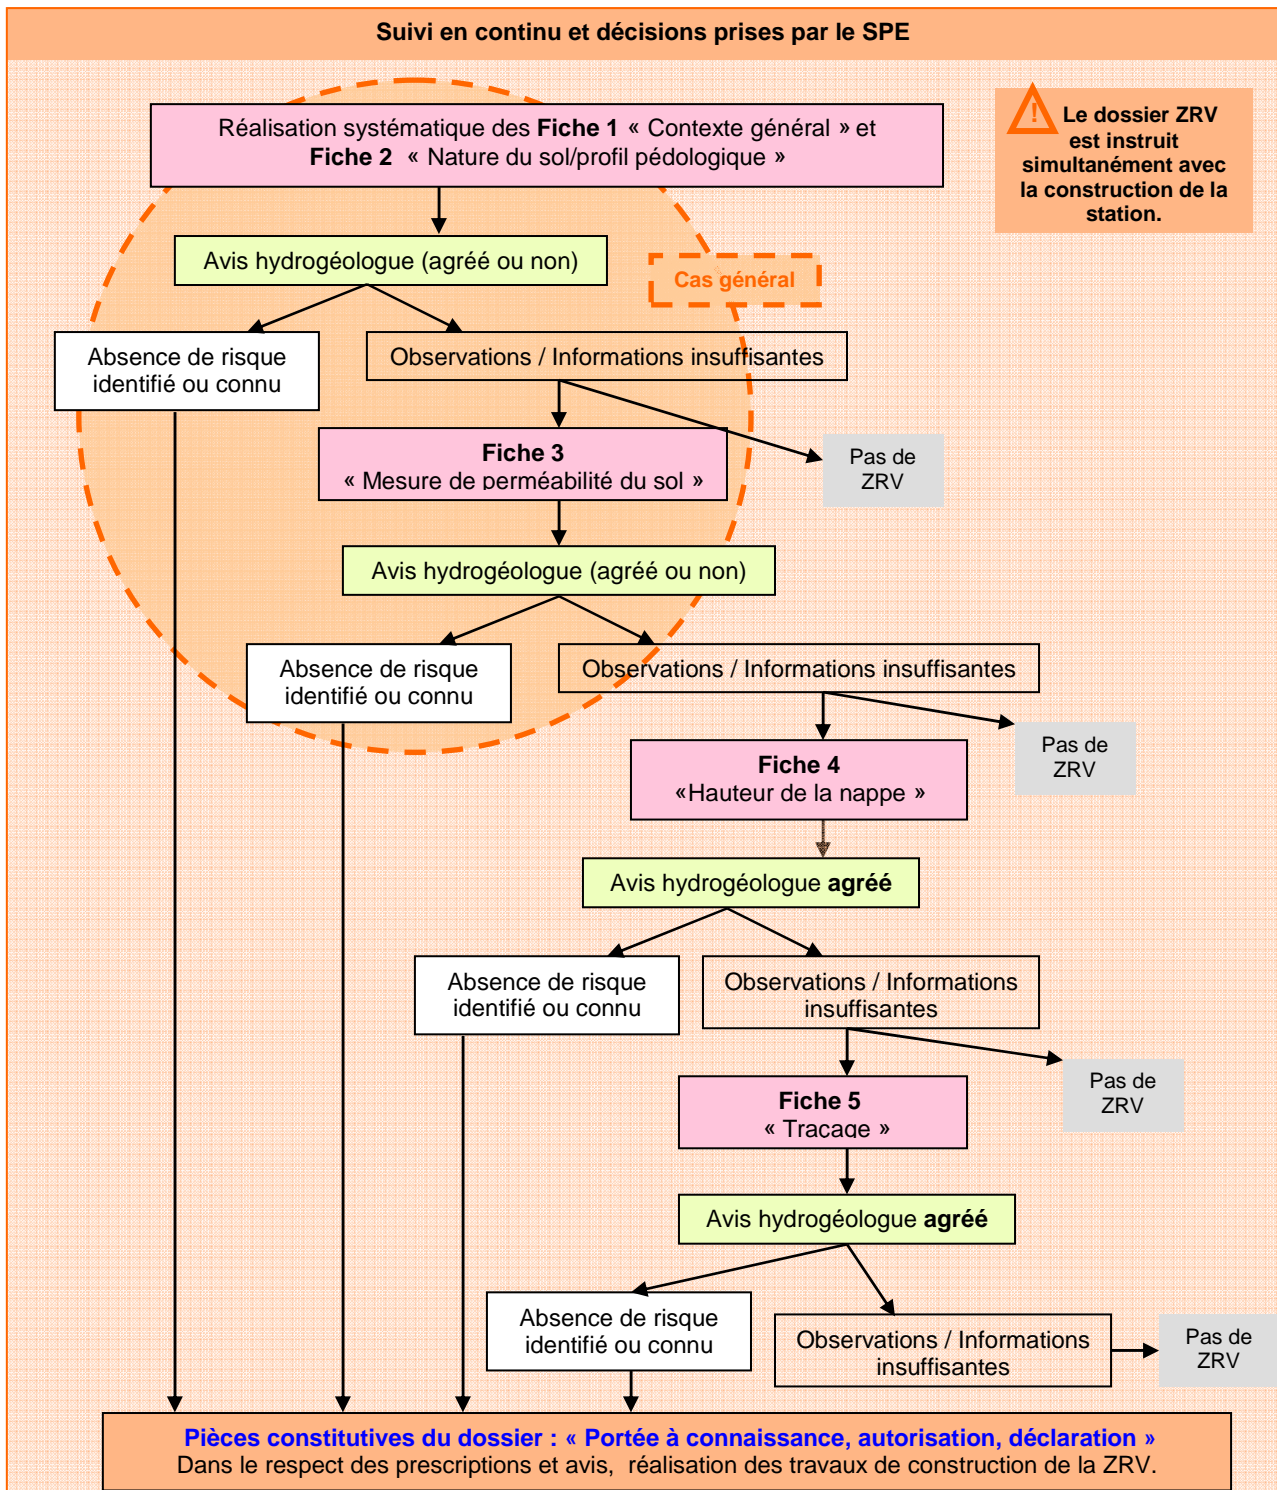 Suivi en continu et décisions prises par le SPE
Réalisation systématique des Fiche 1 « Contexte général » et
Fiche 2 « Nature du sol/profil pédologique »
! Le dossier ZRV
est instruit
simultanément avec
la construction de la
station.
Avis hydrogéologue (agréé ou non)
Cas général
Absence de risque
identifié ou connu
Observations / Informations insuffisantes
Fiche 3
« Mesure de perméabilité du sol »
Pas de
ZRV
Avis hydrogéologue (agréé ou non)
Absence de risque
identifié ou connu
Observations / Informations insuffisantes
Fiche 4
«Hauteur de la nappe »
Pas de
ZRV
Avis hydrogéologue agréé
Absence de risque
identifié ou connu
Observations / Informations
insuffisantes
Fiche 5
« Traçage »
Pas de
ZRV
Avis hydrogéologue agréé
Absence de risque
identifié ou connu
Observations / Informations
insuffisantes
Pas de
ZRV
Pièces constitutives du dossier : « Portée à connaissance, autorisation, déclaration »
Dans le respect des prescriptions et avis, réalisation des travaux de construction de la ZRV.